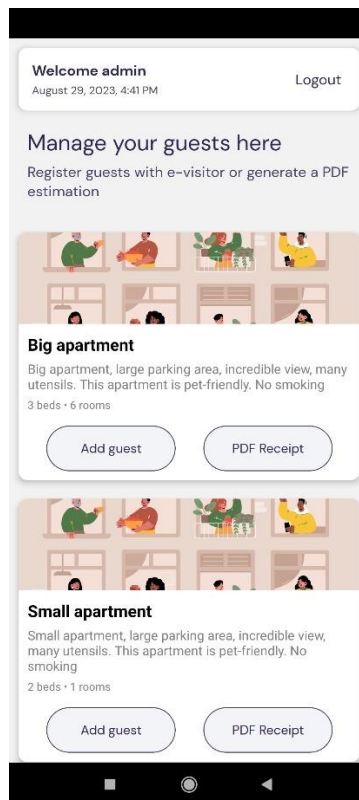 Welcome admin
August 29, 2023, 4:41 PM
Logout
Manage your guests here
Register guests with e-visitor or generate a PDF
estimation
Big apartment
Big apartment, large parking area, incredible view, many
utensils. This apartment is pet-friendly. No smoking
3 beds • 6 rooms
Add guest
PDF Receipt
Small apartment
Small apartment, large parking area, incredible view,
many utensils. This apartment is pet-friendly. No
smoking
2 beds • 1 rooms
Add guest
PDF Receipt